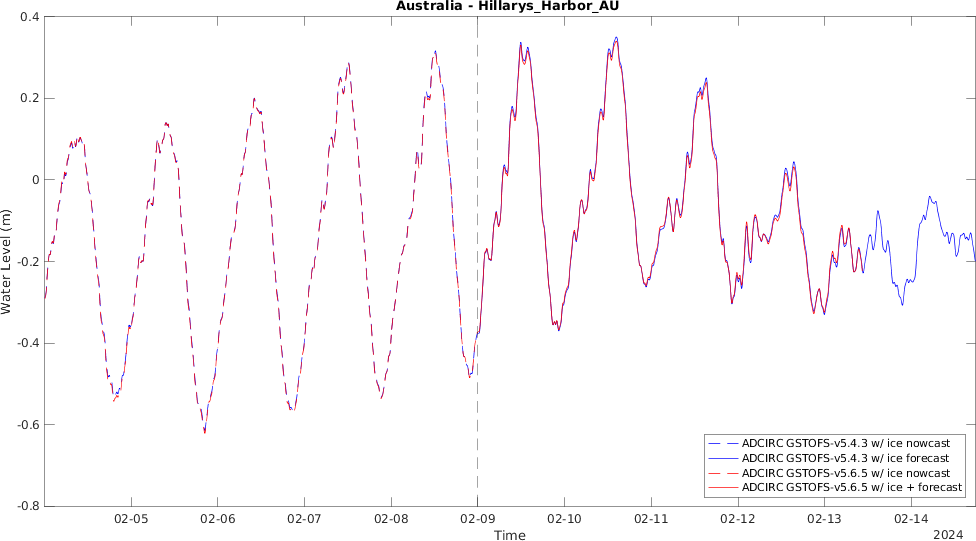 Australia - Hillarys_Harbor_AU
Water Level (m)
0.4
0.2
0
-0.2
-0.4
-0.6
-0.8
ADCIRC GSTOFS-v5.4.3 w/ ice nowcast
ADCIRC GSTOFS-v5.4.3 w/ ice forecast
ADCIRC GSTOFS-v5.6.5 w/ ice nowcast
ADCIRC GSTOFS-v5.6.5 w/ ice + forecast
02-05 02-06 02-07 02-08 02-09 02-10 02-11 02-12 02-13 02-14
Time
2024